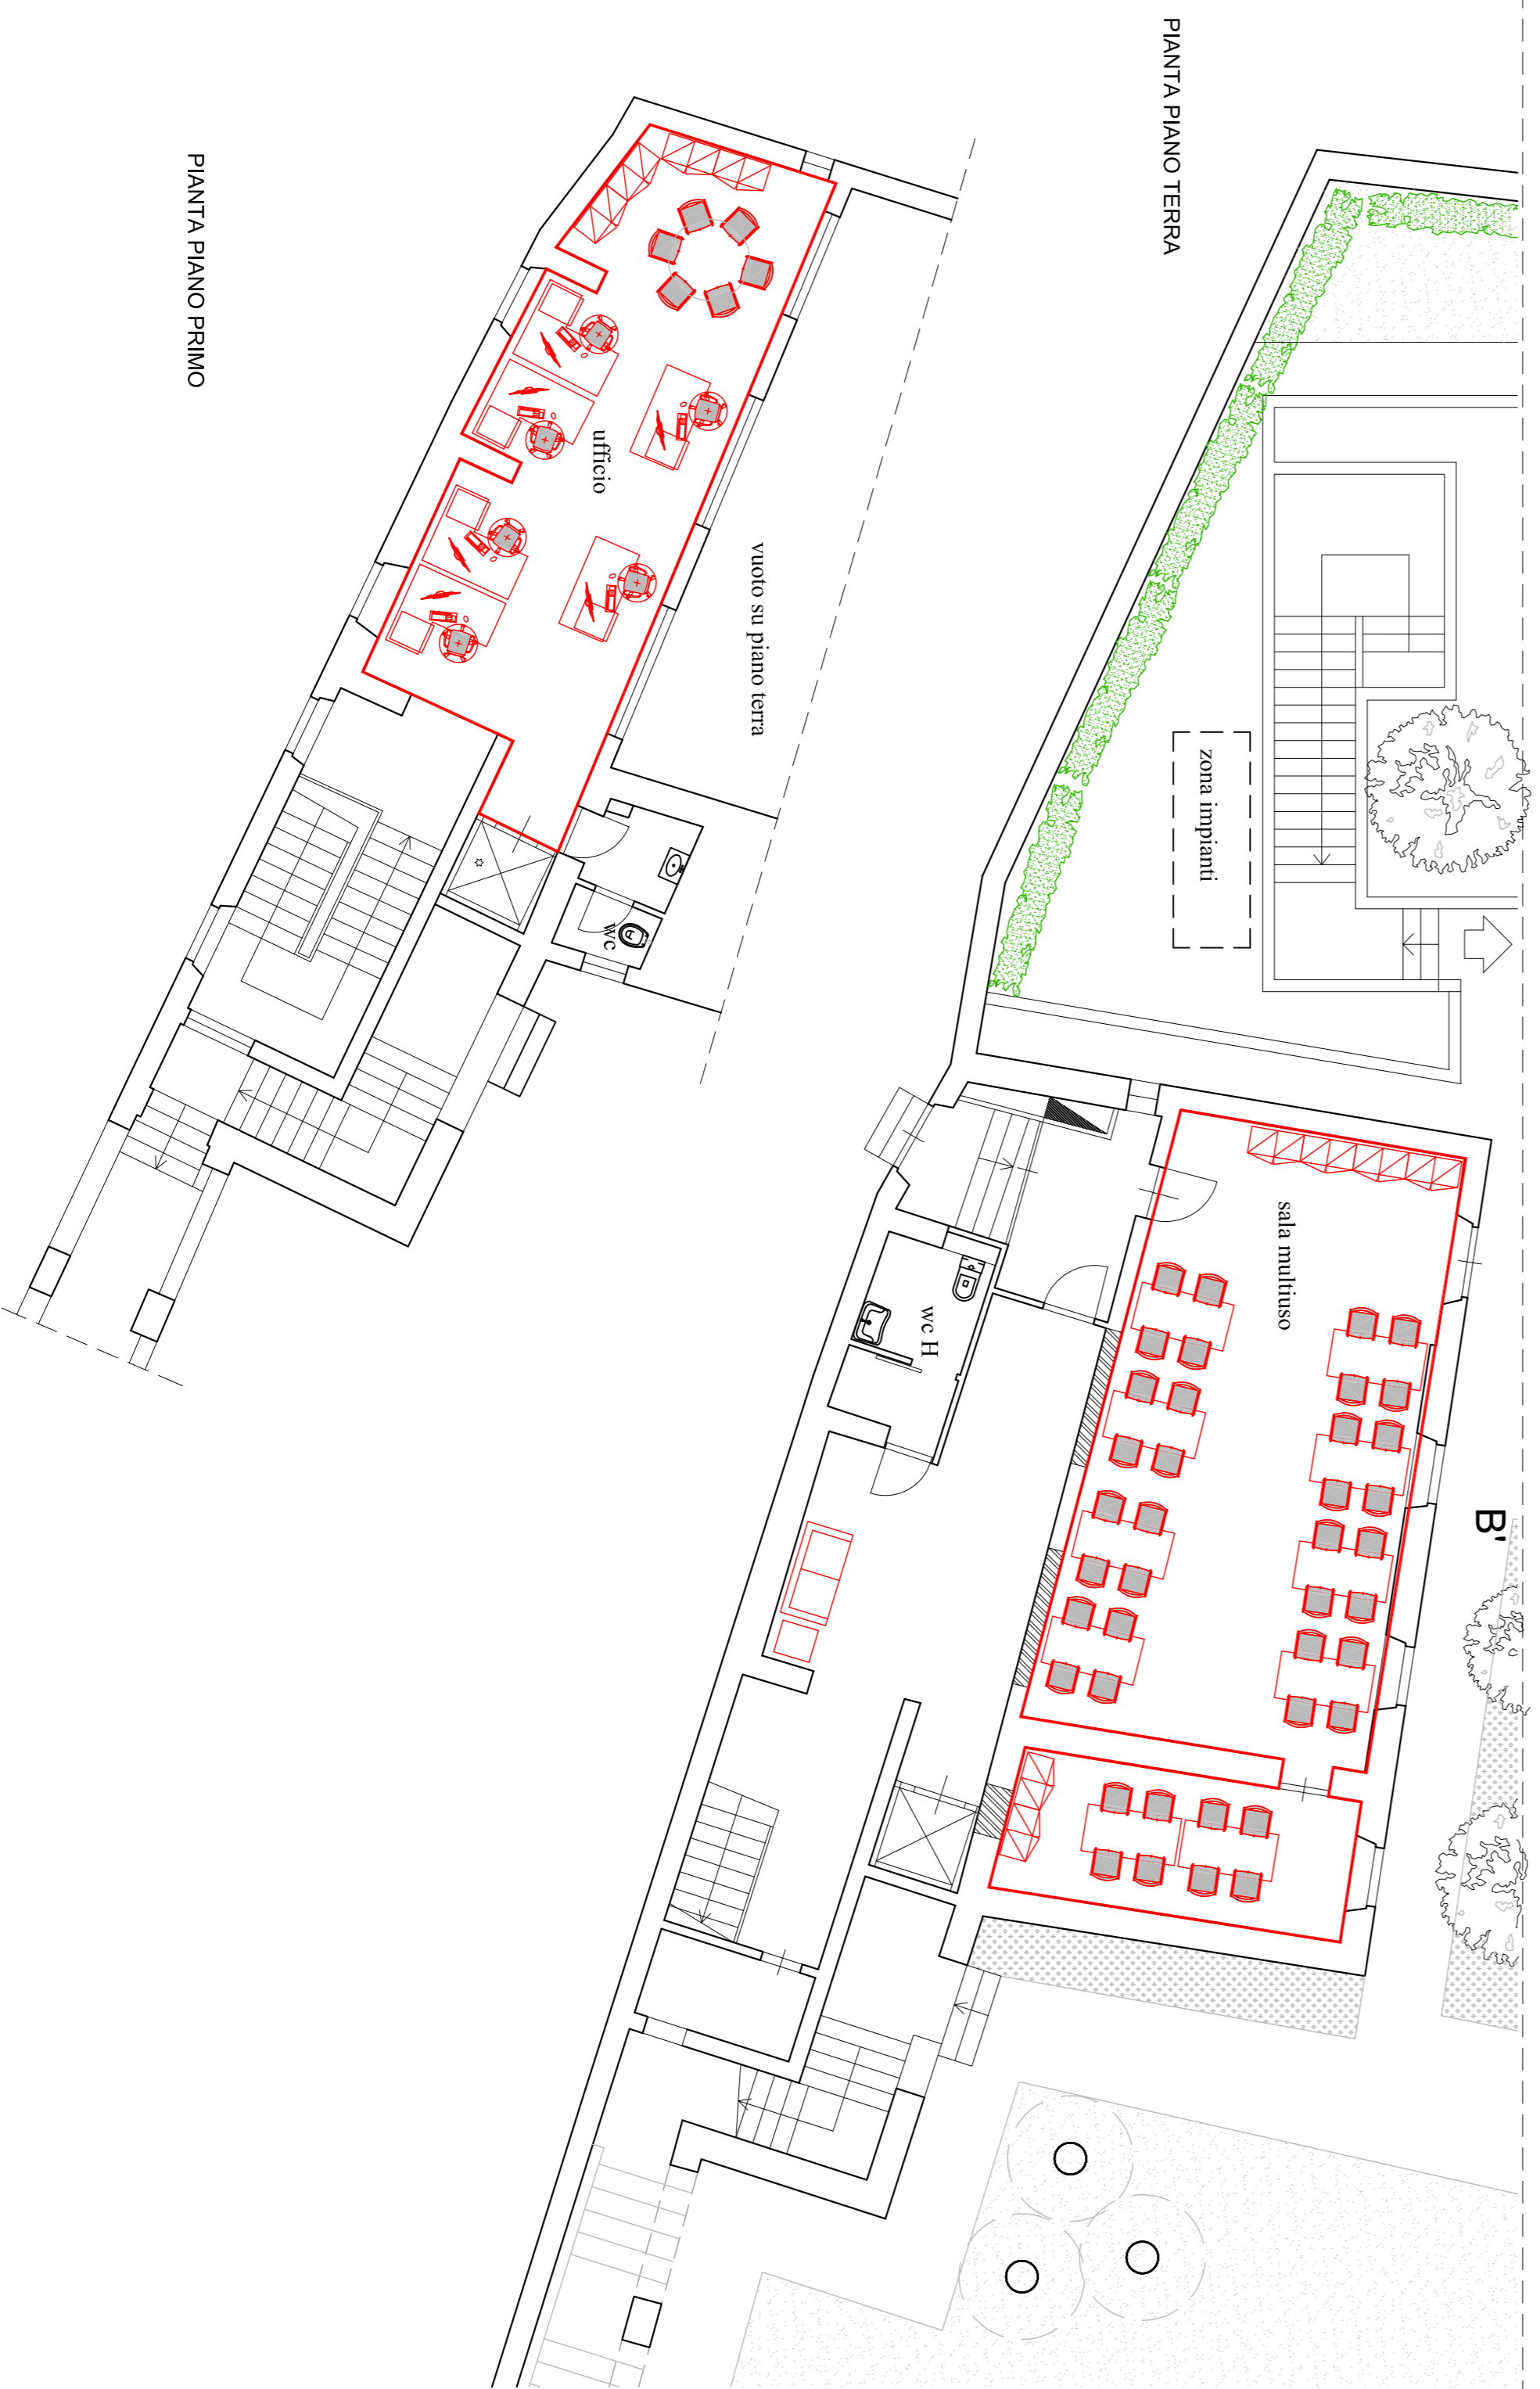 PIANTA PIANO TERRA
zona impianti
sala multiuso
B'
wc H
PIANTA PIANO PRIMO
vuoto su piano terra
ufficio
wc